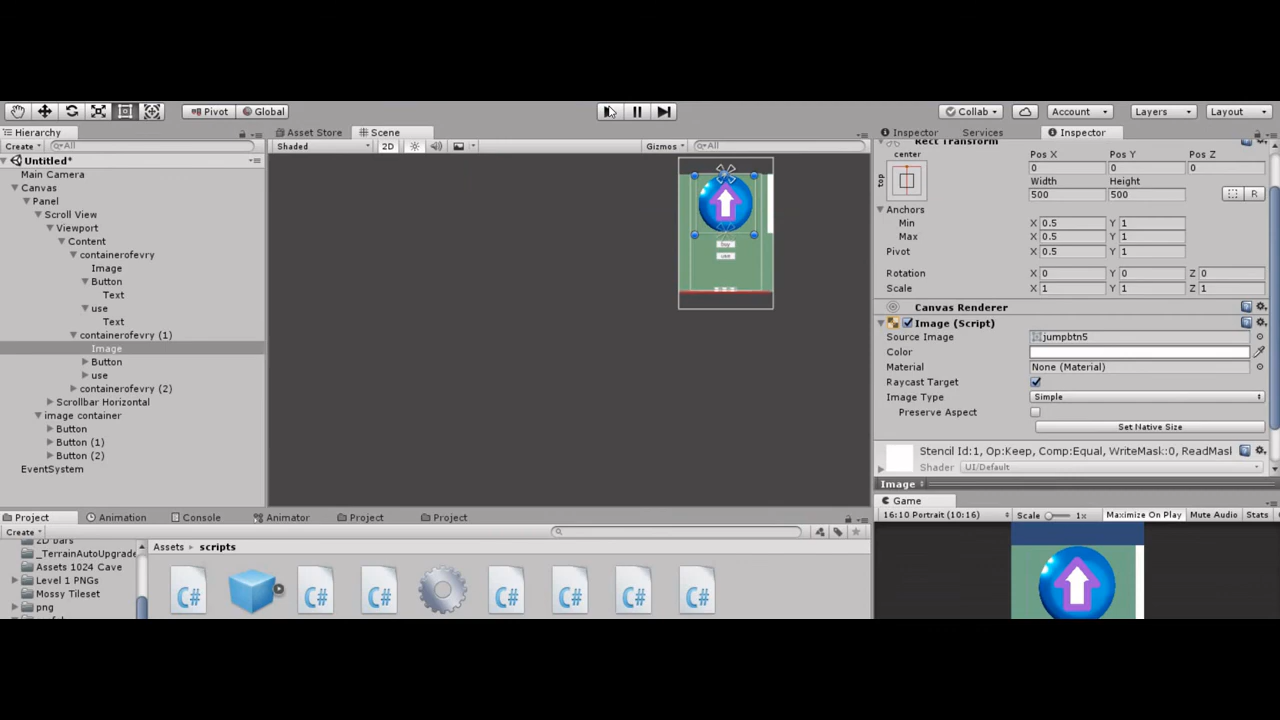 Pivot
Global
Collab
Account
Layers
Layout
Hierarchy
Asset Store
Scene
Inspector
Services
Inspector
Create
All
Shaded
2D
Gizmos
All
Untitled*
Main Camera
Canvas
Panel
Scroll View
Viewport
Content
containerofevry
Image
Button
Text
use
Text
containerofevry (1)
Image
Button
use
containerofevry (2)
Scrollbar Horizontal
image container
Button
Button (1)
Button (2)
EventSystem
buy
use
Rect Transform
center
top
Pos X
Pos Y
Pos Z
0
0
0
Width
Height
500
500
R
Anchors
Min
X 0.5
Y 1
Max
X 0.5
Y 1
Pivot
X 0.5
Y 1
Rotation
X 0
Y 0
Z 0
Scale
X 1
Y 1
Z 1
Canvas Renderer
Image (Script)
Source Image
jumpbtn5
Color
Material
None (Material)
Raycast Target
Image Type
Simple
Preserve Aspect
Set Native Size
Stencil Id:1, Op:Keep, Comp:Equal, WriteMask:0, ReadMask
Shader
UI/Default
Image
Game
16:10 Portrait (10:16)
Scale
1x
Maximize On Play
Mute Audio
Stats
Project
Animation
Console
Animator
Project
Project
Create
Assets
scripts
2D bars
_TerrainAutoUpgrade
Assets 1024 Cave
Level 1 PNGs
Mossy Tileset
png
C#
C#
C#
C#
C#
C#
C#